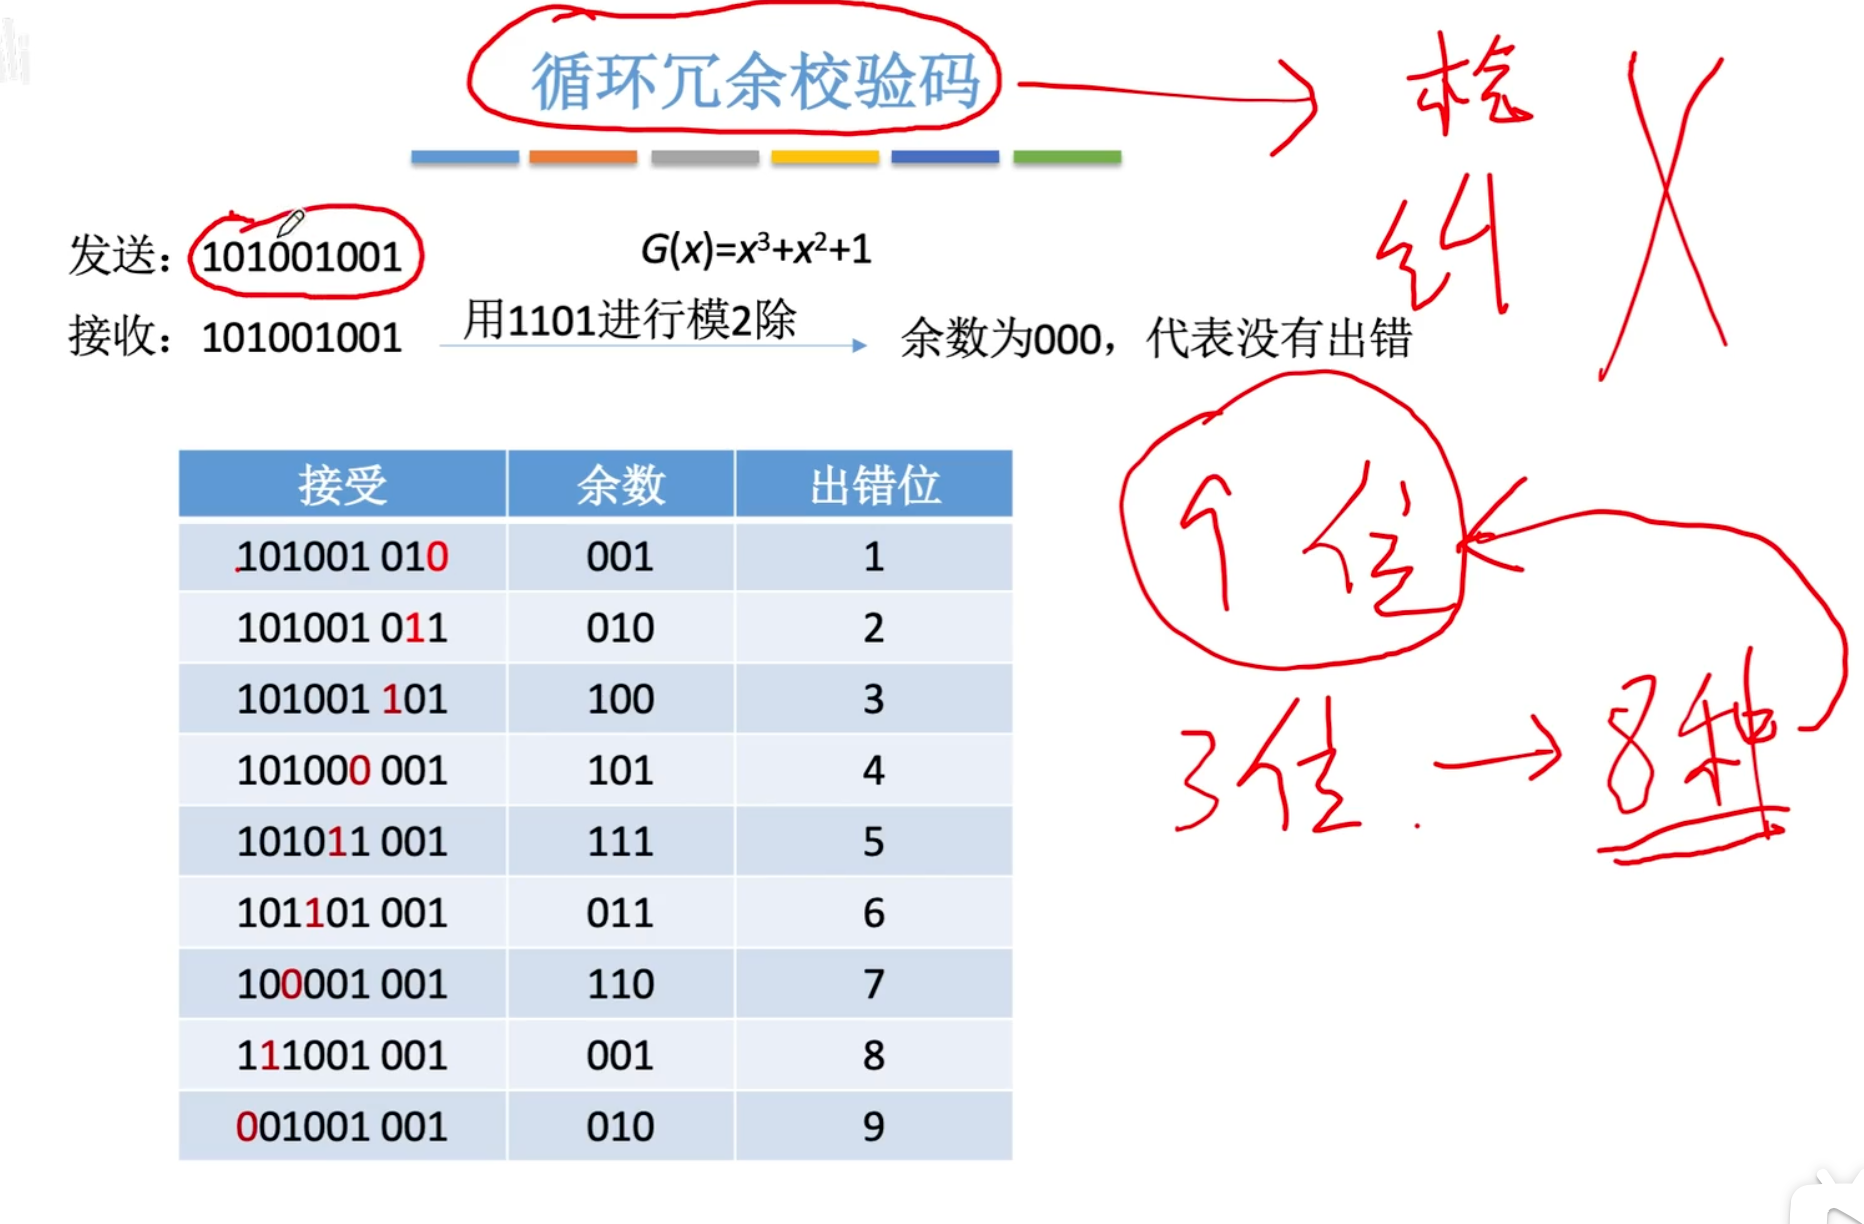 循环冗余校验码 → 检
纠
发送：101001001
G(x)=x³+x²+1
接收：101001001
用1101进行模2除
余数为000，代表没有出错
9位
3位 → 8种
接受 余数 出错位
101001 010 001 1
101001 011 010 2
101001 101 100 3
101000 001 101 4
101011 001 111 5
101101 001 011 6
100001 001 110 7
111001 001 001 8
001001 001 010 9